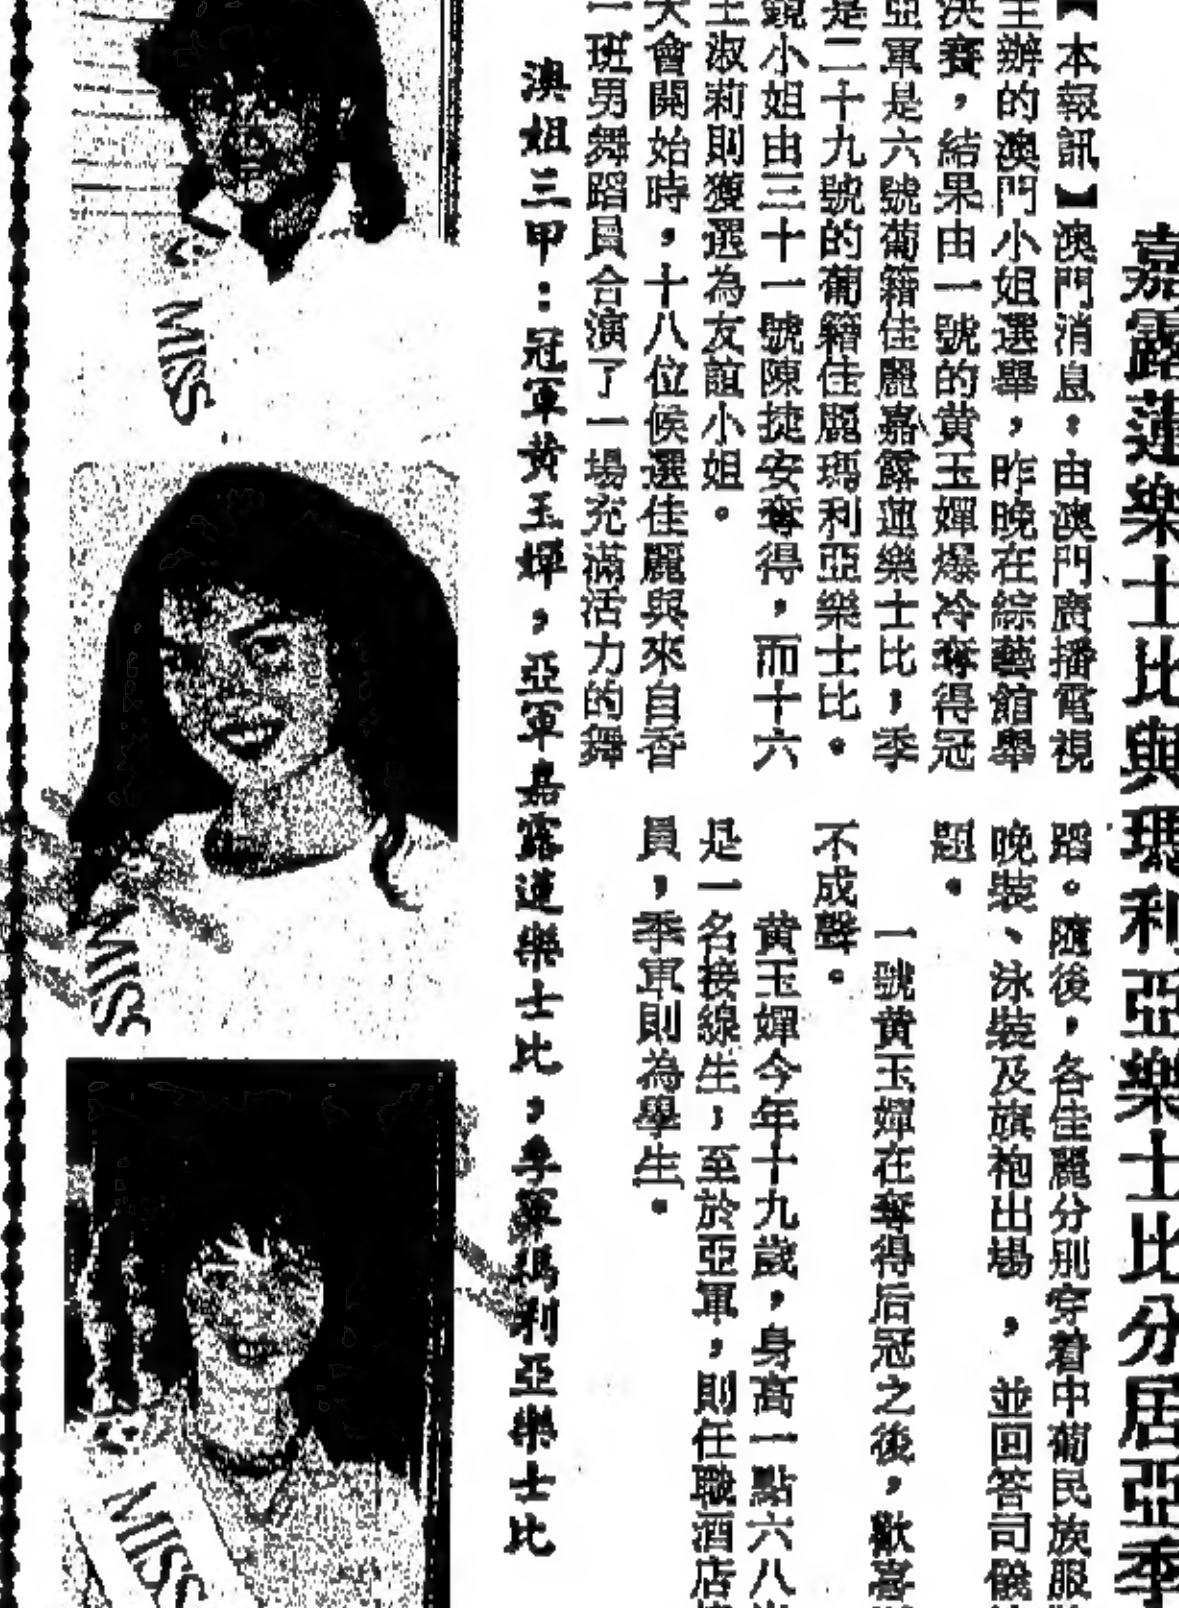 嘉露蓮樂士比與瑪利亞樂士比分居亞季
【本報訊】澳門消息，由澳門廣播電視
主辦的澳門小姐選舉，昨晚在綜藝館舉
決賽，結果由一號的黃玉嬋爆冷奪得冠
亞軍是六號葡籍佳麗嘉露蓮樂士比，季
是二十九號的葡籍佳麗瑪利亞樂士比。
鏡小姐由三十一號陳捷安奪得，而十六
王淑莉則獲選為友誼小姐。
大會開始時，十八位候選佳麗與來自香
一班男舞蹈員合演了一場充滿活力的舞
蹈。隨後，各佳麗分別穿着中葡民族服
晚裝、泳裝及旗袍出場，並回答司儀
題。
一號黃玉嬋在奪得后冠之後，歡喜
不成聲。
黃玉嬋今年十九歲，身高一點六八
是一名接線生，至於亞軍，則任職酒店
員，季軍則為學生。
澳姐三甲：冠軍黃玉嬋，亞軍嘉露蓮樂士比，季軍瑪利亞樂士比
MISS
MISS
MISS